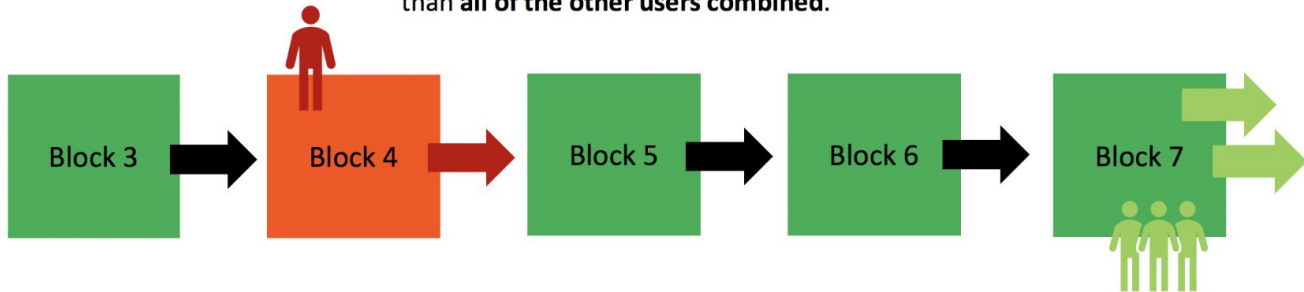 than all of the other users combined.
Block 3
Block 4
Block 5
Block 6
Block 7